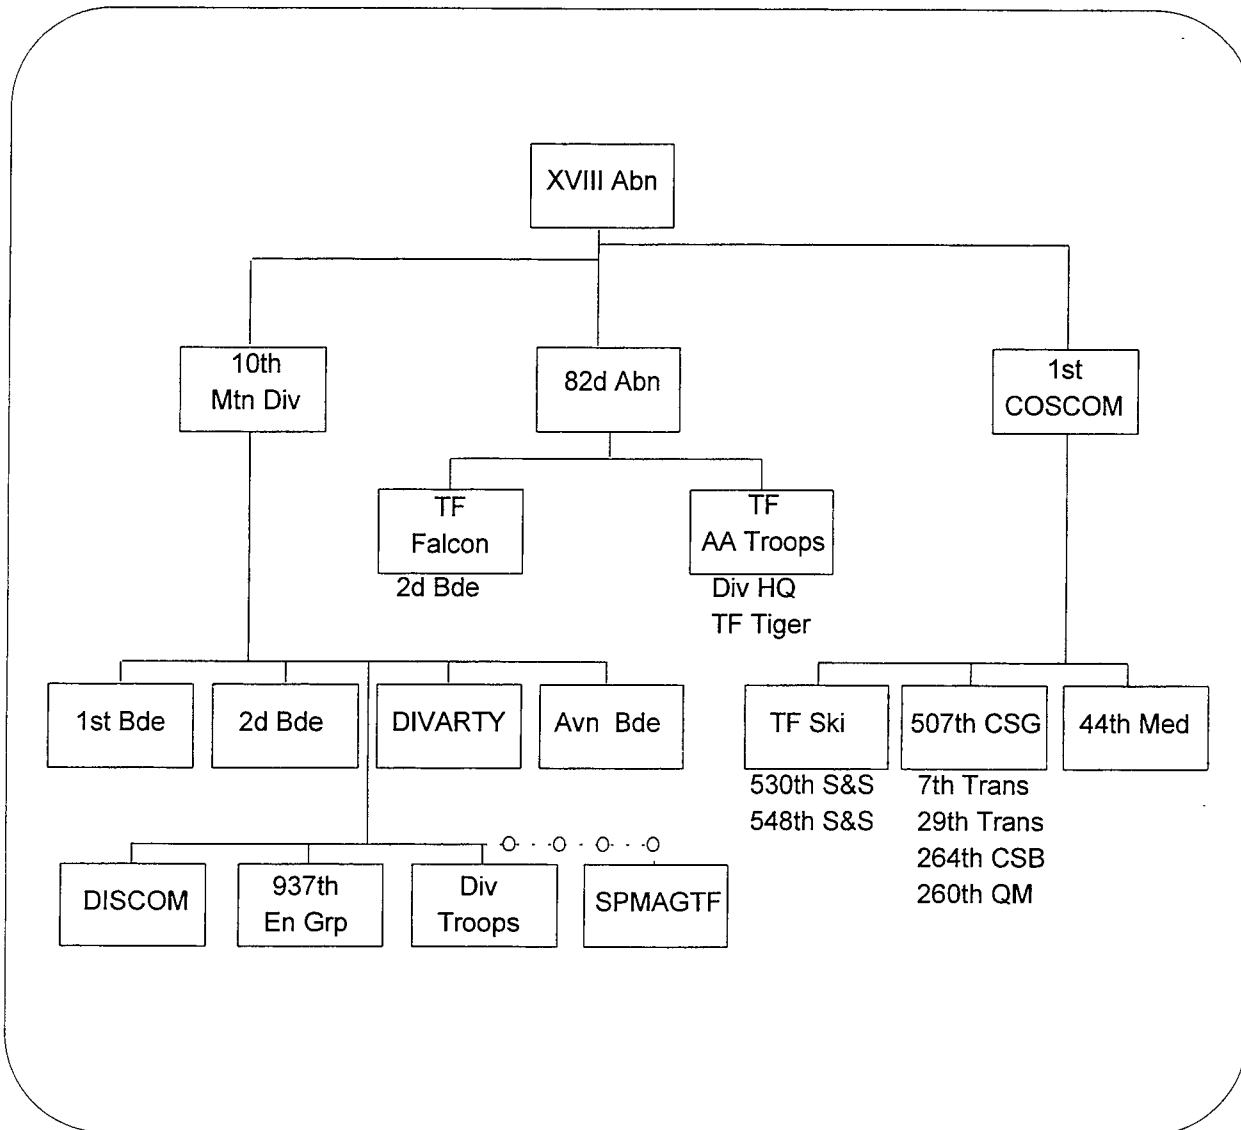 XVIII Abn
10th
Mtn Div
82d Abn
1st
COSCOM
TF
Falcon
2d Bde
TF
AA Troops
Div HQ
TF Tiger
1st Bde
2d Bde
DIVARTY
Avn Bde
TF Ski
530th S&S
548th S&S
507th CSG
7th Trans
29th Trans
264th CSB
260th QM
44th Med
DISCOM
937th
En Grp
Div
Troops
SPMAGTF